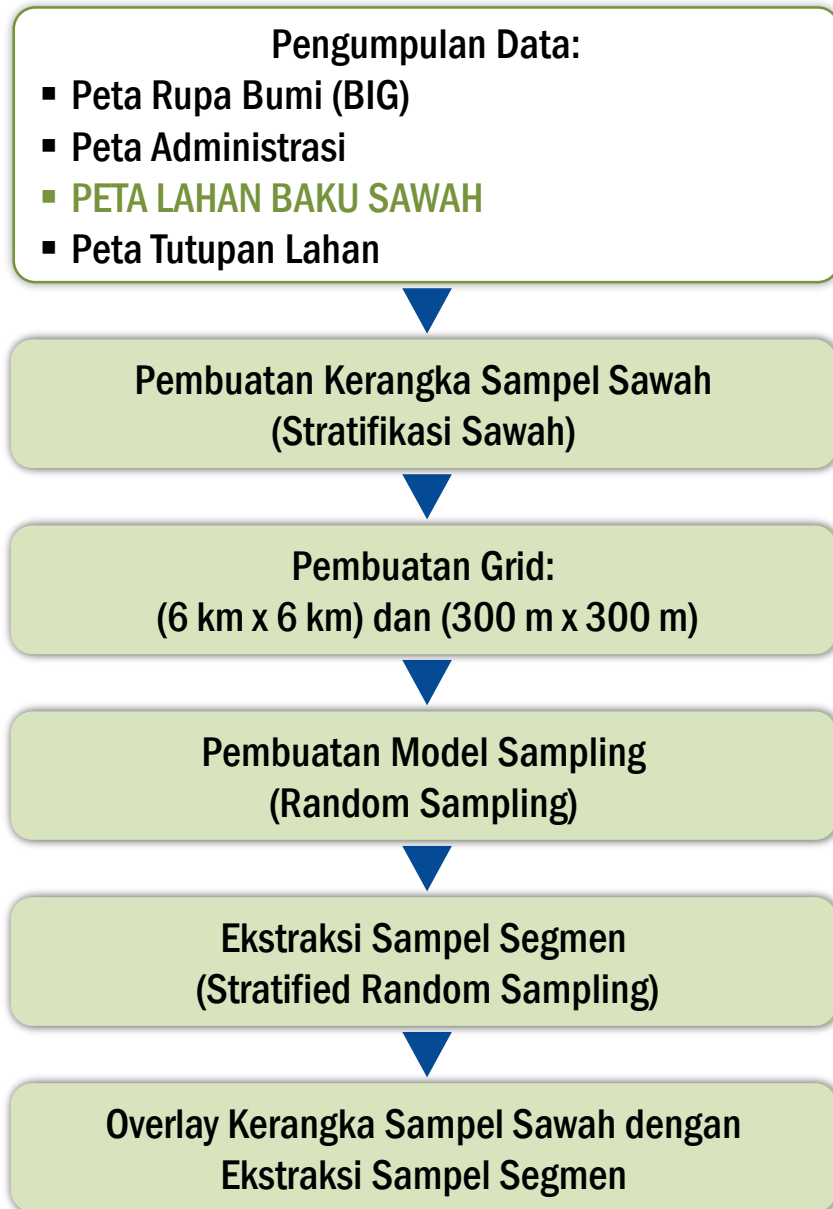 Pengumpulan Data:
▪ Peta Rupa Bumi (BIG)
▪ Peta Administrasi
▪ PETA LAHAN BAKU SAWAH
▪ Peta Tutupan Lahan
Pembuatan Kerangka Sampel Sawah
(Stratifikasi Sawah)
Pembuatan Grid:
(6 km x 6 km) dan (300 m x 300 m)
Pembuatan Model Sampling
(Random Sampling)
Ekstraksi Sampel Segmen
(Stratified Random Sampling)
Overlay Kerangka Sampel Sawah dengan
Ekstraksi Sampel Segmen